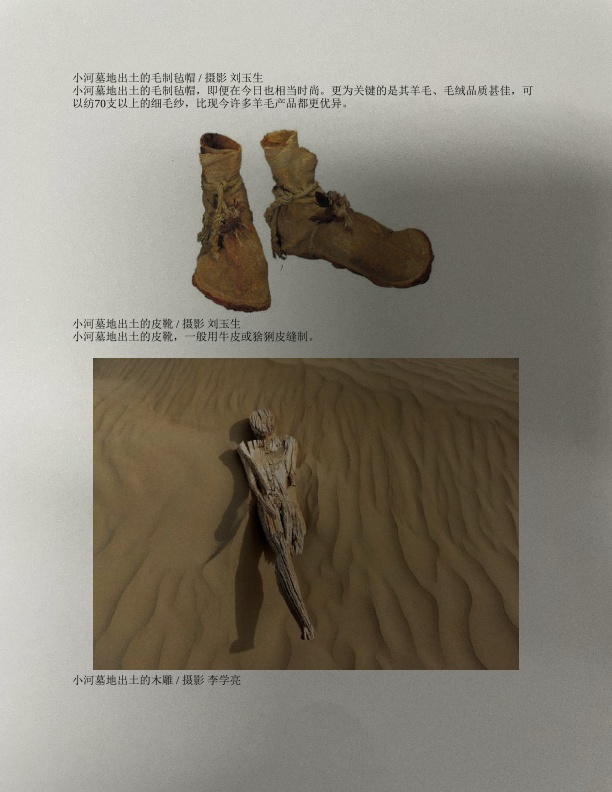 小河墓地出土的毛制毡帽 / 摄影 刘玉生
小河墓地出土的毛制毡帽，即便在今日也相当时尚。更为关键的是其羊毛、毛绒品质甚佳，可
以纺70支以上的细毛纱，比现今许多羊毛产品都更优异。
小河墓地出土的皮靴 / 摄影 刘玉生
小河墓地出土的皮靴，一般用牛皮或猞猁皮缝制。
小河墓地出土的木雕 / 摄影 李学亮